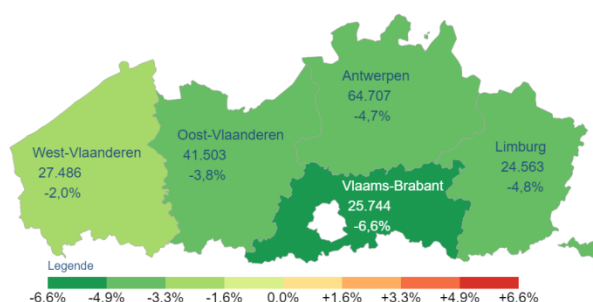 Antwerpen
64.707
-4,7%
Oost-Vlaanderen
41.503
-3,8%
West-Vlaanderen
27.486
-2,0%
Limburg
24.563
-4,8%
Vlaams-Brabant
25.744
-6,6%
Legende
-6.6% -4.9% -3.3% -1.6% 0.0% +1.6% +3.3% +4.9% +6.6%